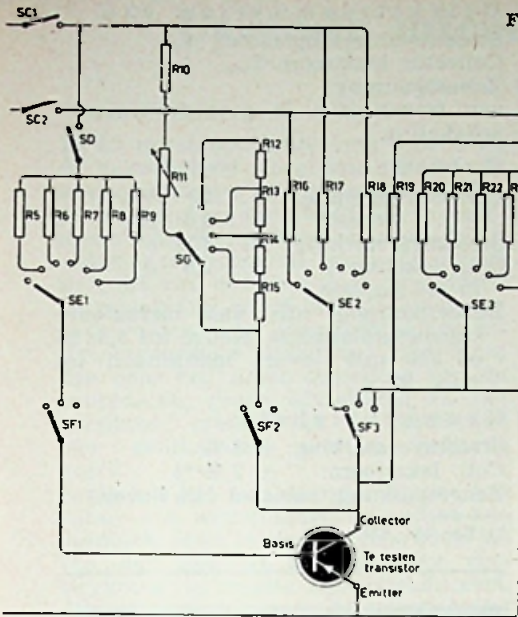 SC1
F
R10
SC2
SD
R12
R11
R13
R16
R17
R18
R19
R20
R21
R22
R5
R6
R7
R8
R9
SG
R14
R15
SE1
SE2
SE3
SF1
SF2
SF3
Collector
Basis
Te testen
transistor
Emitter